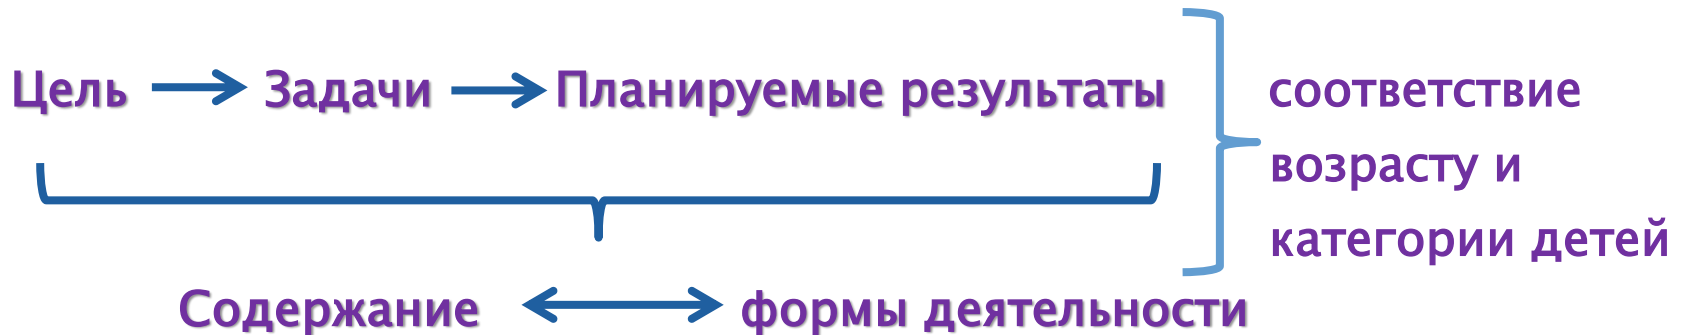 Цель Задачи Планируемые результаты
соответствие
возрасту и
категории детей
Содержание формы деятельности